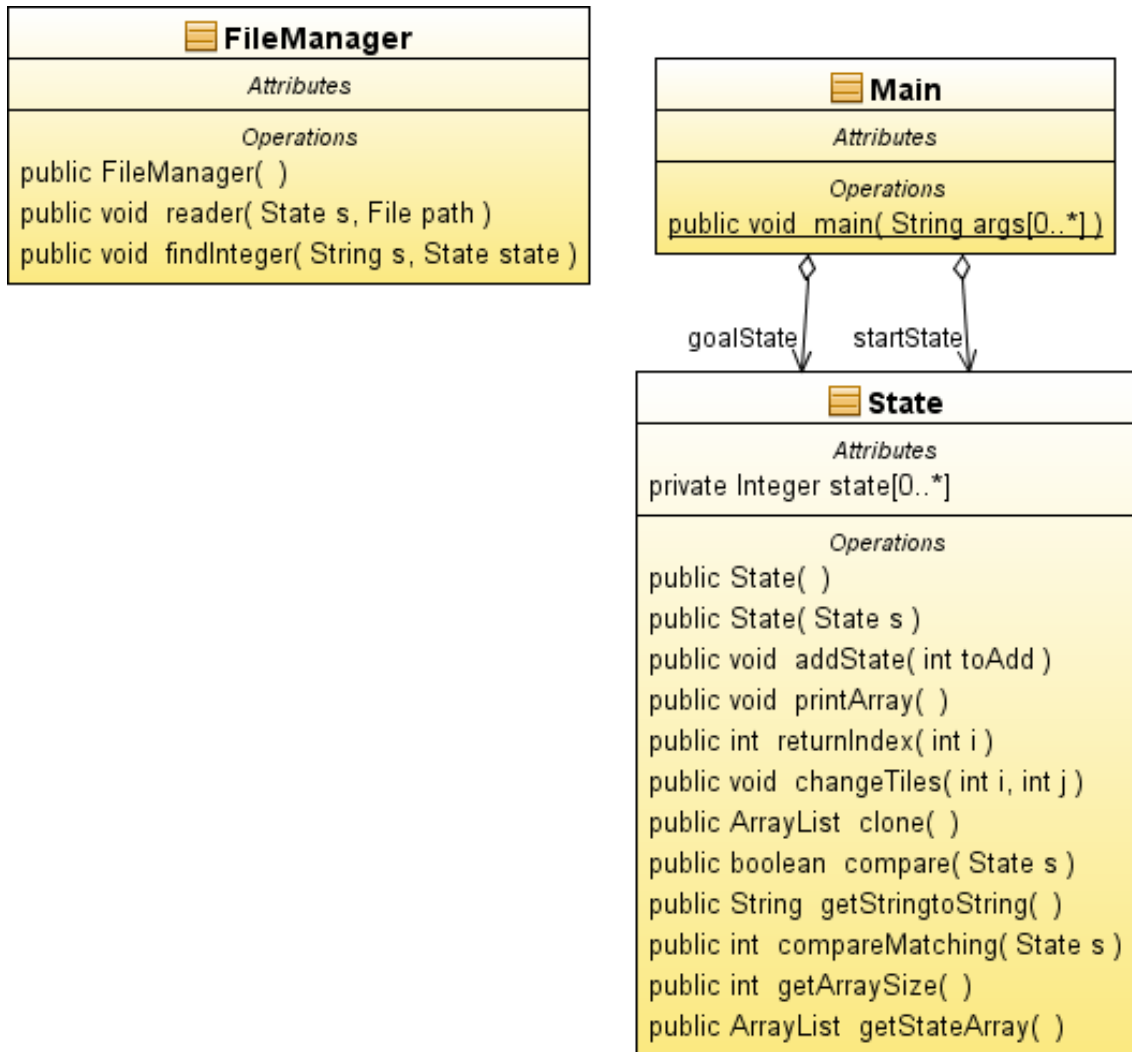 FileManager
Attributes
Operations
public FileManager( )
public void reader( State s, File path )
public void findInteger( String s, State state )
Main
Attributes
Operations
public void main( String args[0..*] )
goalState
startState
State
Attributes
private Integer state[0..*]
Operations
public State( )
public State( State s )
public void addState( int toAdd )
public void printArray( )
public int returnIndex( int i )
public void changeTiles( int i, int j )
public ArrayList clone( )
public boolean compare( State s )
public String getStringtoString( )
public int compareMatching( State s )
public int getArraySize( )
public ArrayList getStateArray( )